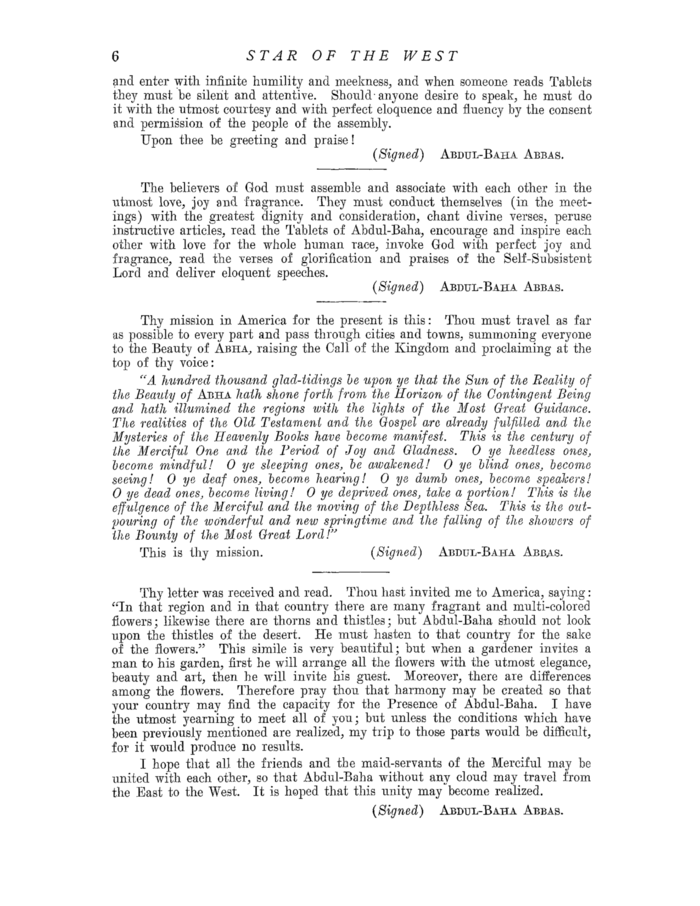 6 STAR OF THE WEST
and enter with infinite humility and meekness, and when someone reads Tablets
they must be silent and attentive. Should anyone desire to speak, he must do
it with the utmost courtesy and with perfect eloquence and fluency by the consent
and permission of the people of the assembly.
Upon thee be greeting and praise!
(Signed) ABDUL-BAHA ABBAS.
The believers of God must assemble and associate with each other in the
utmost love, joy and fragrance. They must conduct themselves (in the meet-
ings) with the greatest dignity and consideration, chant divine verses, peruse
instructive articles, read the Tablets of Abdul-Baha, encourage and inspire each
other with love for the whole human race, invoke God with perfect joy and
fragrance, read the verses of glorification and praises of the Self-Subsistent
Lord and deliver eloquent speeches.
(Signed) ABDUL-BAHA ABBAS.
Thy mission in America for the present is this: Thou must travel as far
as possible to every part and pass through cities and towns, summoning everyone
to the Beauty of ABHA, raising the Call of the Kingdom and proclaiming at the
top of thy voice:
"A hundred thousand glad-tidings be upon ye that the Sun of the Reality of
the Beauty of ABHA hath shone forth from the Horizon of the Contingent Being
and hath illumined the regions with the lights of the Most Great Guidance.
The realities of the Old Testament and the Gospel are already fulfilled and the
Mysteries of the Heavenly Books have become manifest. This is the century of
the Merciful One and the Period of Joy and Gladness. O ye heedless ones,
become mindful! O ye sleeping ones, be awakened! O ye blind ones, become
seeing! O ye deaf ones, become hearing! O ye dumb ones, become speakers!
O ye dead ones, become living! O ye deprived ones, take a portion! This is the
effulgence of the Merciful and the moving of the Depthless Sea. This is the out-
pouring of the wonderful and new springtime and the falling of the showers of
the Bounty of the Most Great Lord!"
This is thy mission. (Signed) ABDUL-BAHA ABBAS.
Thy letter was received and read. Thou hast invited me to America, saying:
"In that region and in that country there are many fragrant and multi-colored
flowers; likewise there are thorns and thistles; but Abdul-Baha should not look
upon the thistles of the desert. He must hasten to that country for the sake
of the flowers." This simile is very beautiful; but when a gardener invites a
man to his garden, first he will arrange all the flowers with the utmost elegance,
beauty and art, then he will invite his guest. Moreover, there are differences
among the flowers. Therefore pray thou that harmony may be created so that
your country may find the capacity for the Presence of Abdul-Baha. I have
the utmost yearning to meet all of you; but unless the conditions which have
been previously mentioned are realized, my trip to those parts would be difficult,
for it would produce no results.
I hope that all the friends and the maid-servants of the Merciful may be
united with each other, so that Abdul-Baha without any cloud may travel from
the East to the West. It is hoped that this unity may become realized.
(Signed) ABDUL-BAHA ABBAS.